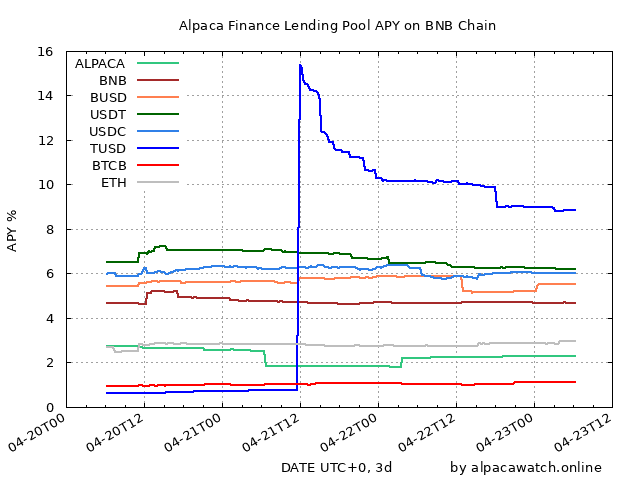 Alpaca Finance Lending Pool APY on BNB Chain
16
14
12
10
8
6
4
2
0
APY %
ALPACA
BNB
BUSD
USDT
USDC
TUSD
BTCB
ETH
04-20T00
04-20T12
04-21T00
04-21T12
04-22T00
04-22T12
04-23T00
04-23T12
DATE UTC+0, 3d
by alpacawatch.online